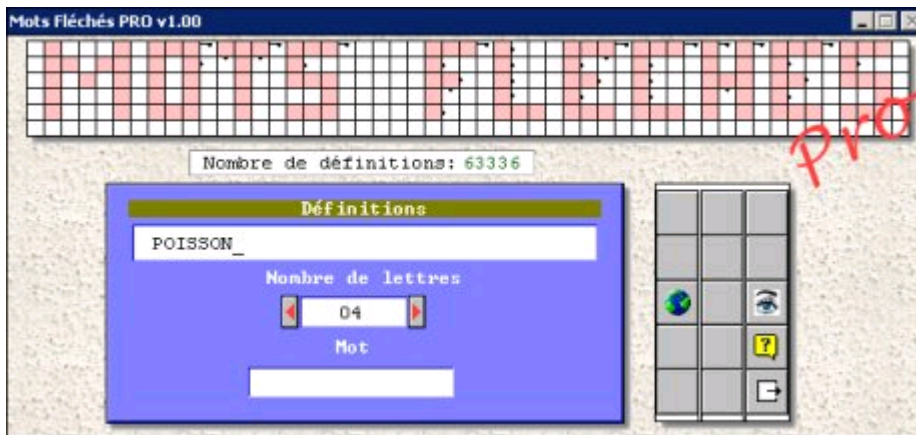 Mots Fléchés PRO v1.00
MOTS FLECHES
Pro
Nombre de définitions: 63336
Définitions
POISSON_
Nombre de lettres
04
Mot
?